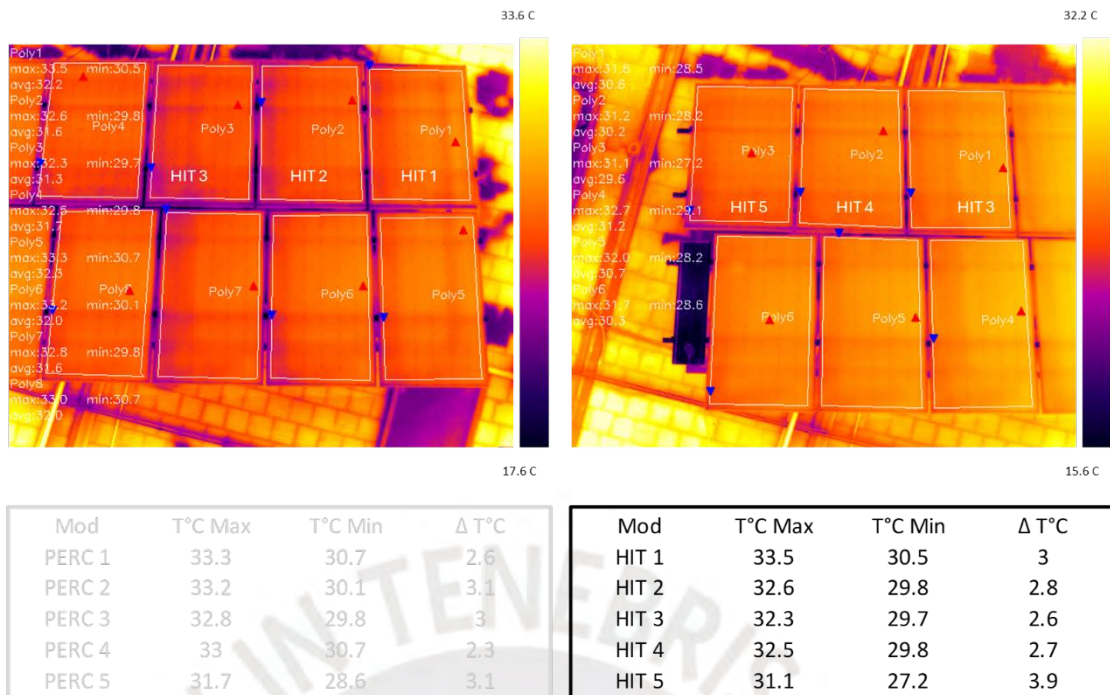 33.6 C
Poly1
max:33.5 min:30.5
avg:32.2
Poly2
max:32.6 min:29.8
avg:31.6
Poly3
max:32.3 min:29.7
avg:31.3
Poly4
max:32.5 min:29.8
avg:31.7
Poly5
max:33.3 min:30.7
avg:32.3
Poly6
max:33.2 min:30.1
avg:32.0
Poly7
max:32.8 min:29.8
avg:31.6
Poly8
max:33.0 min:30.7
avg:32.0
Poly4 Poly3 Poly2 Poly1
HIT 3 HIT 2 HIT 1
Poly8 Poly7 Poly6 Poly5
17.6 C
32.2 C
Poly1
max:31.8 min:28.5
avg:30.6
Poly2
max:31.2 min:28.2
avg:30.2
Poly3
max:31.1 min:27.2
avg:29.6
Poly4
max:32.7 min:29.1
avg:31.2
Poly5
max:32.0 min:28.2
avg:30.7
Poly6
max:31.7 min:28.6
avg:30.3
Poly3 Poly2 Poly1
HIT 5 HIT 4 HIT 3
Poly6 Poly5 Poly4
15.6 C
Mod T°C Max T°C Min Δ T°C
PERC 1 33.3 30.7 2.6
PERC 2 33.2 30.1 3.1
PERC 3 32.8 29.8 3
PERC 4 33 30.7 2.3
PERC 5 31.7 28.6 3.1
Mod T°C Max T°C Min Δ T°C
HIT 1 33.5 30.5 3
HIT 2 32.6 29.8 2.8
HIT 3 32.3 29.7 2.6
HIT 4 32.5 29.8 2.7
HIT 5 31.1 27.2 3.9
IN TENEBRIS